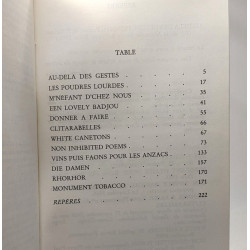 TABLE
AU-DELA DES GESTES . . . . . . . 5
LES POUDRES LOURDES . . . . . . . 17
M'NEFANT D'CHEZ NOUS . . . . . . . 35
EEN LOVELY BADJOU . . . . . . . 41
DONNER A FAIRE . . . . . . . 55
CLITARABELLES . . . . . . . 66
WHITE CANETONS . . . . . . . 67
NON INHIBITED POEMS . . . . . . . 73
VINS PUIS FAONS POUR LES ANZACS . . . . 133
DIE DAMEN . . . . . . . 157
RHORHOR . . . . . . . 170
MONUMENT-TOBACCO . . . . . . . 171
REPÈRES . . . . . . . 222